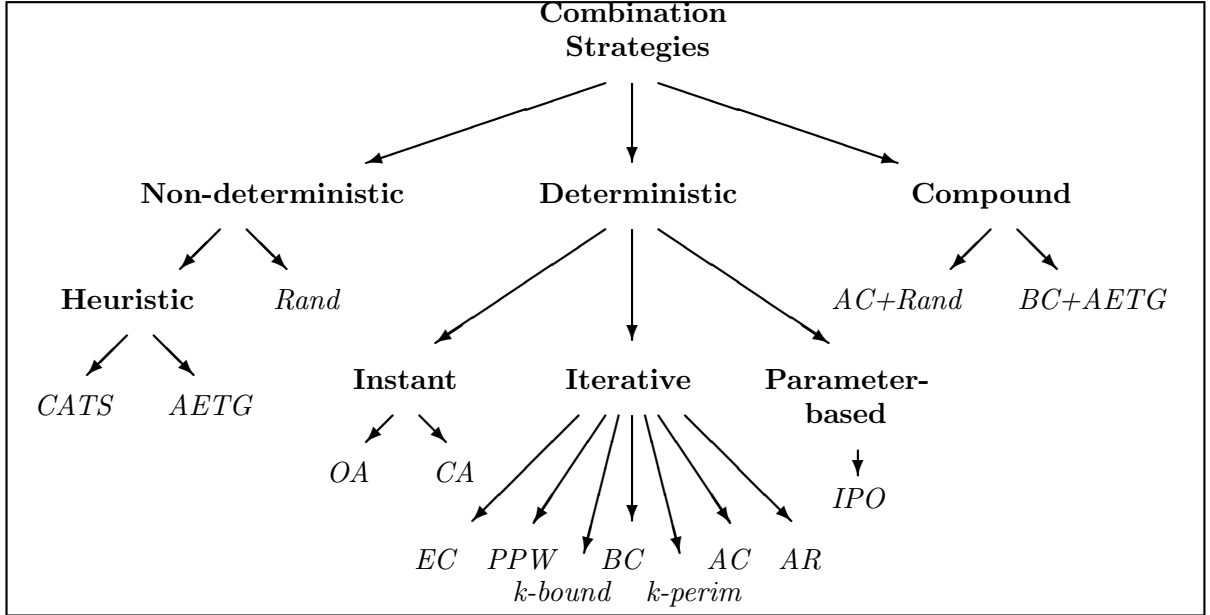 Combination
Strategies
Non-deterministic Deterministic Compound
Heuristic Rand AC+Rand BC+AETG
Instant Iterative Parameter-
based
CATS AETG
OA CA
IPO
EC PPW BC AC AR
k-bound k-perim